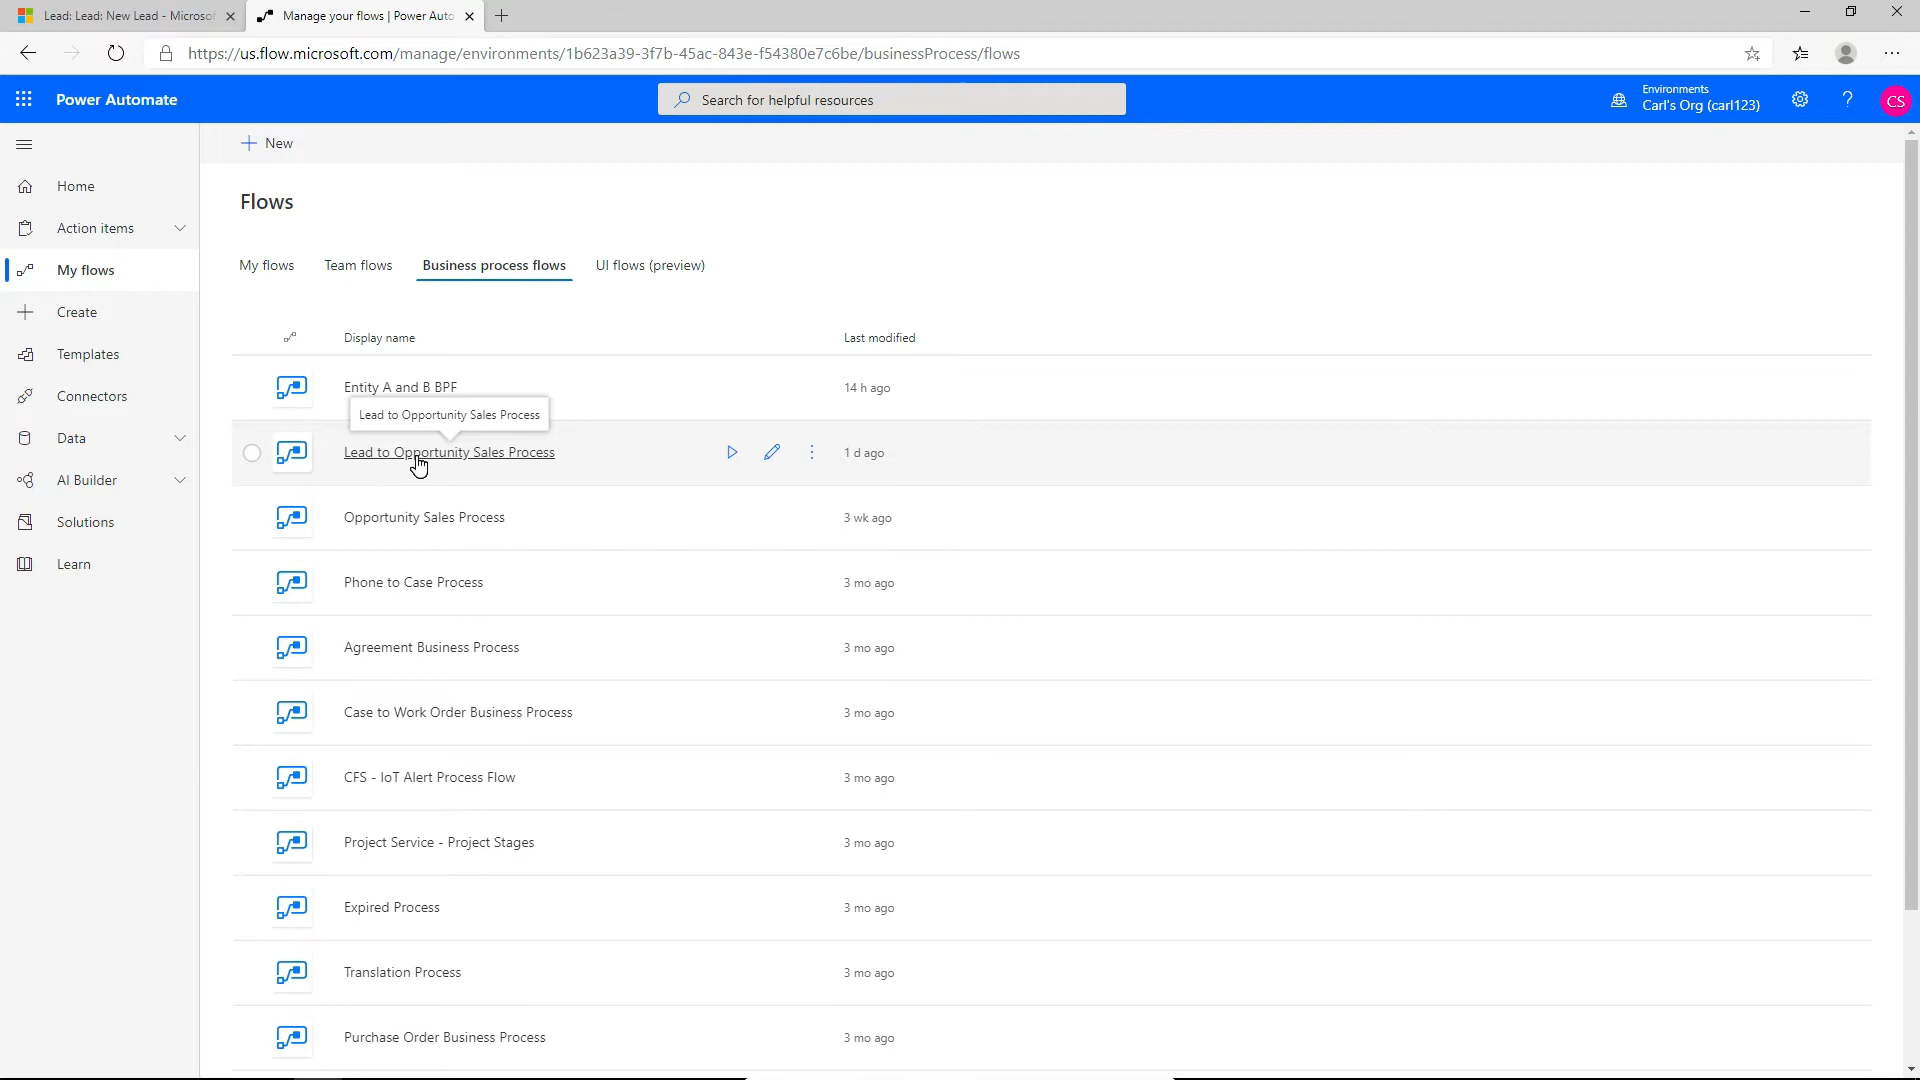 Lead: Lead: New Lead - Microsof
Manage your flows | Power Auto
https://us.flow.microsoft.com/manage/environments/1b623a39-3f7b-45ac-843e-f54380e7c6be/businessProcess/flows
Power Automate
Search for helpful resources
Environments
Carl's Org (carl123)
?
CS
Home
Action items
My flows
Create
Templates
Connectors
Data
AI Builder
Solutions
Learn
New
Flows
My flows Team flows Business process flows UI flows (preview)
Display name Last modified
Entity A and B BPF 14 h ago
Lead to Opportunity Sales Process
Lead to Opportunity Sales Process 1 d ago
Opportunity Sales Process 3 wk ago
Phone to Case Process 3 mo ago
Agreement Business Process 3 mo ago
Case to Work Order Business Process 3 mo ago
CFS - IoT Alert Process Flow 3 mo ago
Project Service - Project Stages 3 mo ago
Expired Process 3 mo ago
Translation Process 3 mo ago
Purchase Order Business Process 3 mo ago